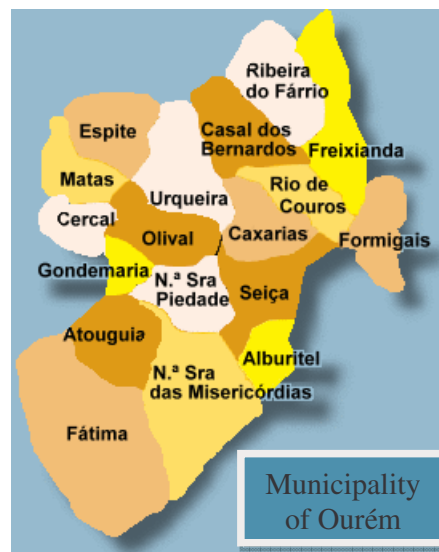 Ribeira
do Fárrio
Espite
Casal dos
Bernardos
Freixianda
Matas
Urqueira
Rio de
Couros
Cercal
Olival
Caxarias
Formigais
Gondemaria
N.ª Sra
Piedade
Seiça
Atouguia
Alburitel
N.ª Sra
das Misericórdias
Fátima
Municipality
of Ourém